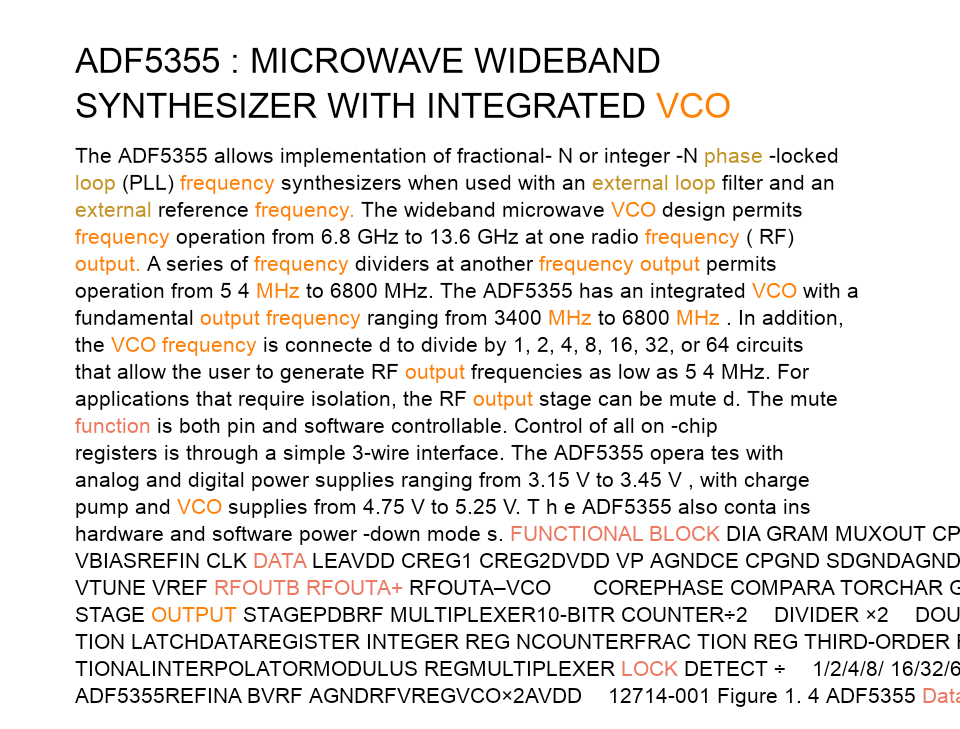 ADF5355 : MICROWAVE WIDEBAND
SYNTHESIZER WITH INTEGRATED VCO
The ADF5355 allows implementation of fractional- N or integer -N phase -locked
loop (PLL) frequency synthesizers when used with an external loop filter and an
external reference frequency. The wideband microwave VCO design permits
frequency operation from 6.8 GHz to 13.6 GHz at one radio frequency ( RF)
output. A series of frequency dividers at another frequency output permits
operation from 5 4 MHz to 6800 MHz. The ADF5355 has an integrated VCO with a
fundamental output frequency ranging from 3400 MHz to 6800 MHz . In addition,
the VCO frequency is connecte d to divide by 1, 2, 4, 8, 16, 32, or 64 circuits
that allow the user to generate RF output frequencies as low as 5 4 MHz. For
applications that require isolation, the RF output stage can be mute d. The mute
function is both pin and software controllable. Control of all on -chip
registers is through a simple 3-wire interface. The ADF5355 opera tes with
analog and digital power supplies ranging from 3.15 V to 3.45 V , with charge
pump and VCO supplies from 4.75 V to 5.25 V. T h e ADF5355 also conta ins
hardware and software power -down mode s. FUNCTIONAL BLOCK DIA GRAM MUXOUT CP
VBIASREFIN CLK DATA LEAVDD CREG1 CREG2DVDD VP AGNDCE CPGND SDGNDAGND
VTUNE VREF RFOUTB RFOUTA+ RFOUTA–VCO COREPHASE COMPARA TORCHAR G
STAGE OUTPUT STAGEPDBRF MULTIPLEXER10-BITR COUNTER÷2 DIVIDER ×2 DOU
TION LATCHDATAREGISTER INTEGER REG NCOUNTERFRAC TION REG THIRD-ORDER
TIONALINTERPOLATORMODULUS REGMULTIPLEXER LOCK DETECT ÷ 1/2/4/8/ 16/32/6
ADF5355REFINA BVRF AGNDRFVREGVCO×2AVDD 12714-001 Figure 1. 4 ADF5355 Data